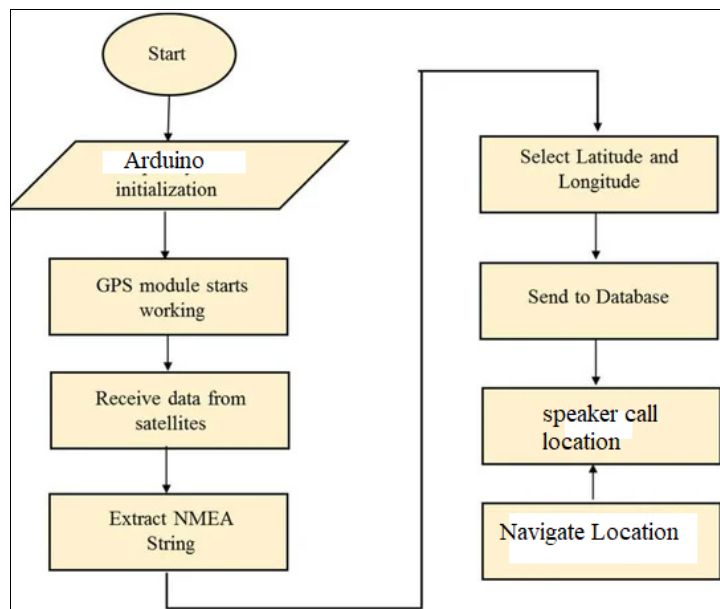 Start
Arduino
initialization
GPS module starts
working
Receive data from
satellites
Extract NMEA
String
Select Latitude and
Longitude
Send to Database
speaker call
location
Navigate Location